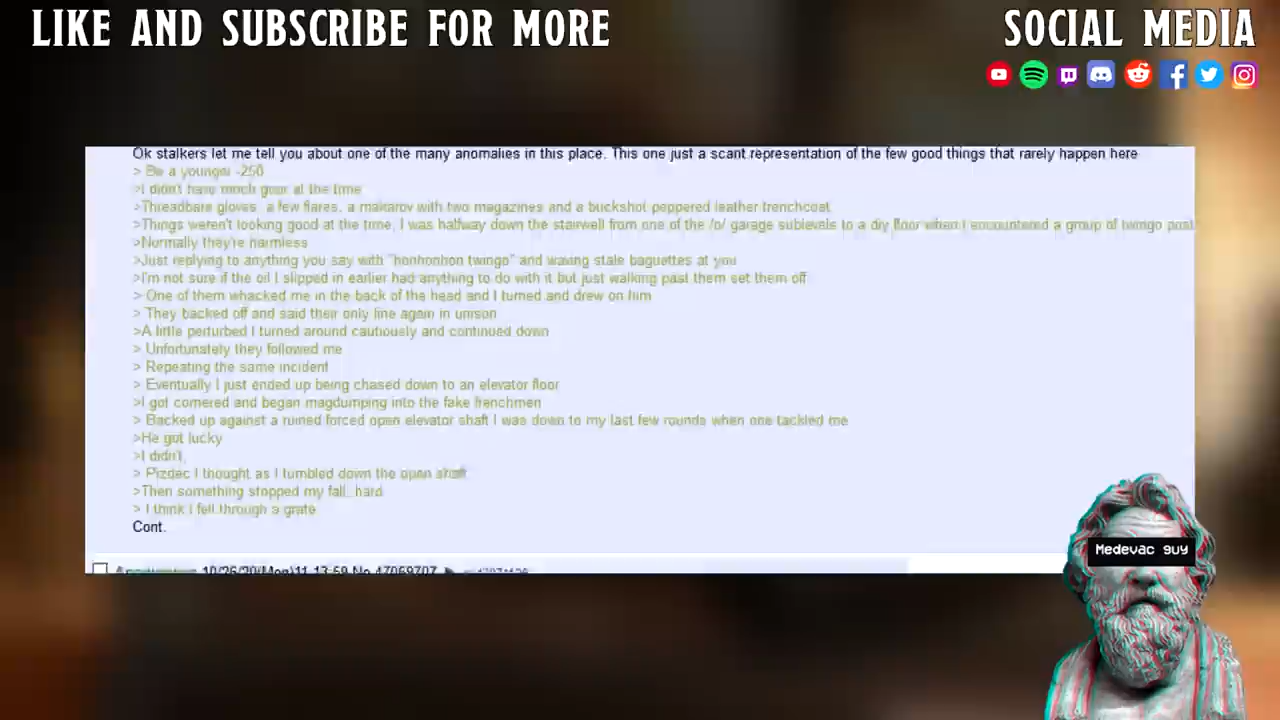 LIKE AND SUBSCRIBE FOR MORE
SOCIAL MEDIA
Ok stalkers let me tell you about one of the many anomalies in this place. This one just a scant representation of the few good things that rarely happen here
> Be a youngin -250
>I didn't have much gear at the time
>Threadbare gloves, a few flares, a makarov with two magazines and a buckshot peppered leather trenchcoat
>Things weren't looking good at the time, I was halfway down the stairwell from one of the /o/ garage sublevels to a diy floor when I encountered a group of twingo post
>Normally they're harmless
>Just replying to anything you say with "honhonhon twingo" and waving stale baguettes at you
>I'm not sure if the oil I slipped in earlier had anything to do with it but just walking past them set them off
> One of them whacked me in the back of the head and I turned and drew on him
> They backed off and said their only line again in unison
>A little perturbed I turned around cautiously and continued down
> Unfortunately they followed me
> Repeating the same incident
> Eventually I just ended up being chased down to an elevator floor
>I got cornered and began magdumping into the fake frenchmen
> Backed up against a ruined forced open elevator shaft I was down to my last few rounds when one tackled me
>He got lucky
>I didn't,
> Pizdec I thought as I tumbled down the open shaft
>Then something stopped my fall, hard
> I think I fell through a grate
Cont.
10/26/20(Mon)11:13:59 No.47069707
Medevac guy